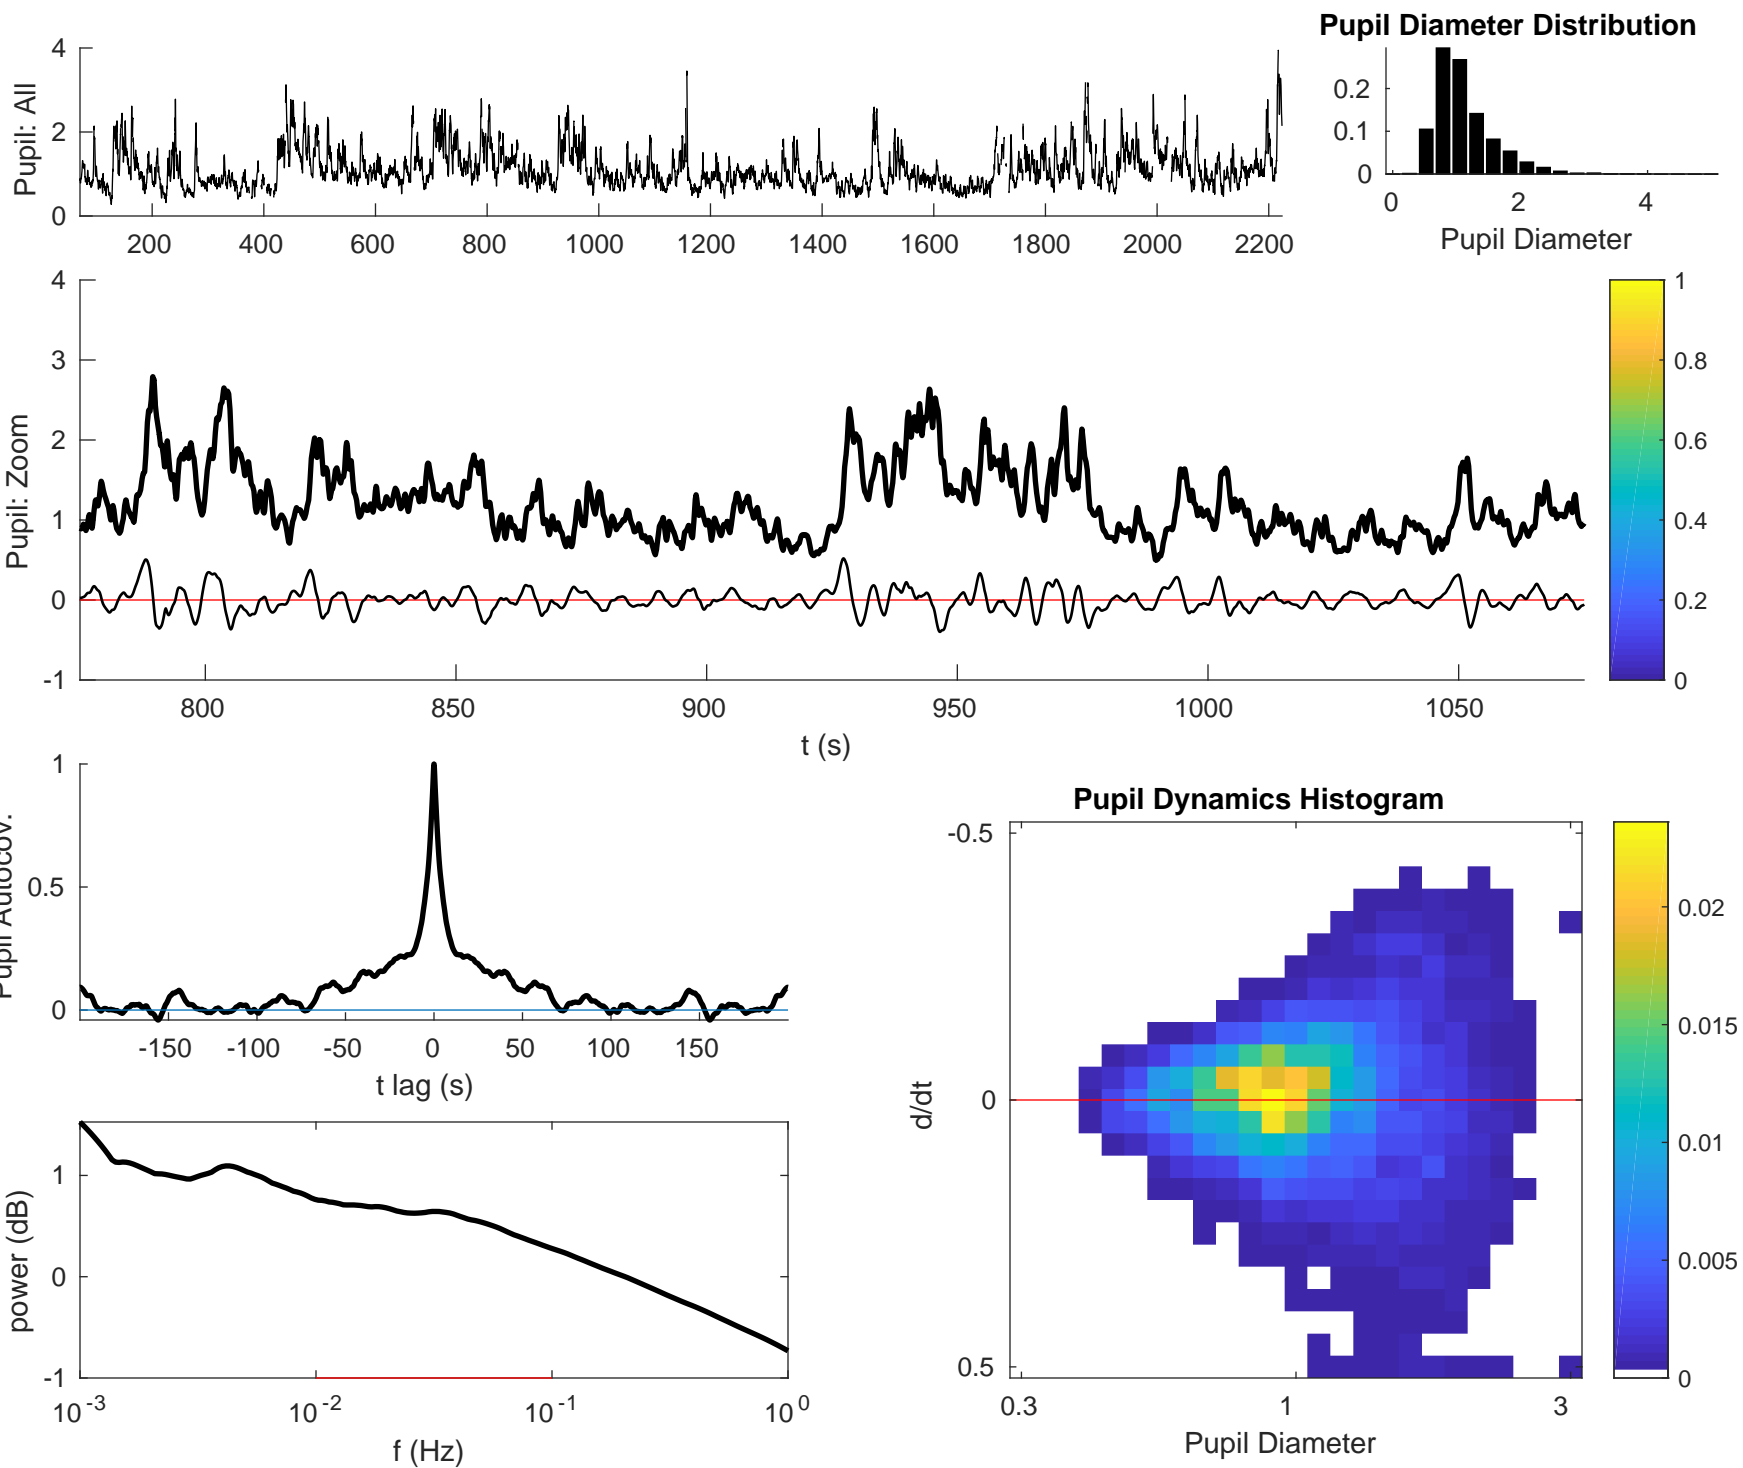 Pupil Diameter Distribution
Pupil: All
4
2
0
200 400 600 800 1000 1200 1400 1600 1800 2000 2200
0.2
0.1
0
0 2 4
Pupil Diameter
Pupil: Zoom
4
3
2
1
0
-1
800 850 900 950 1000 1050
t (s)
1
0.8
0.6
0.4
0.2
0
Pupil Autocov.
1
0.5
0
-150 -100 -50 0 50 100 150
t lag (s)
power (dB)
1
0
-1
10^-3 10^-2 10^-1 10^0
f (Hz)
Pupil Dynamics Histogram
d/dt
-0.5
0
0.5
0.3 1 3
Pupil Diameter
0.02
0.015
0.01
0.005
0